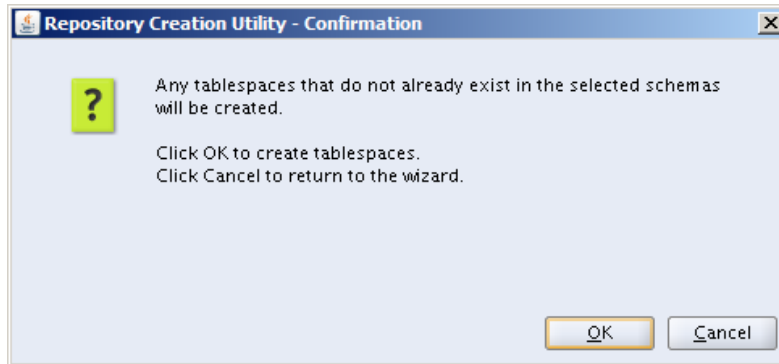 Repository Creation Utility - Confirmation
?
Any tablespaces that do not already exist in the selected schemas
will be created.
Click OK to create tablespaces.
Click Cancel to return to the wizard.
OK
Cancel